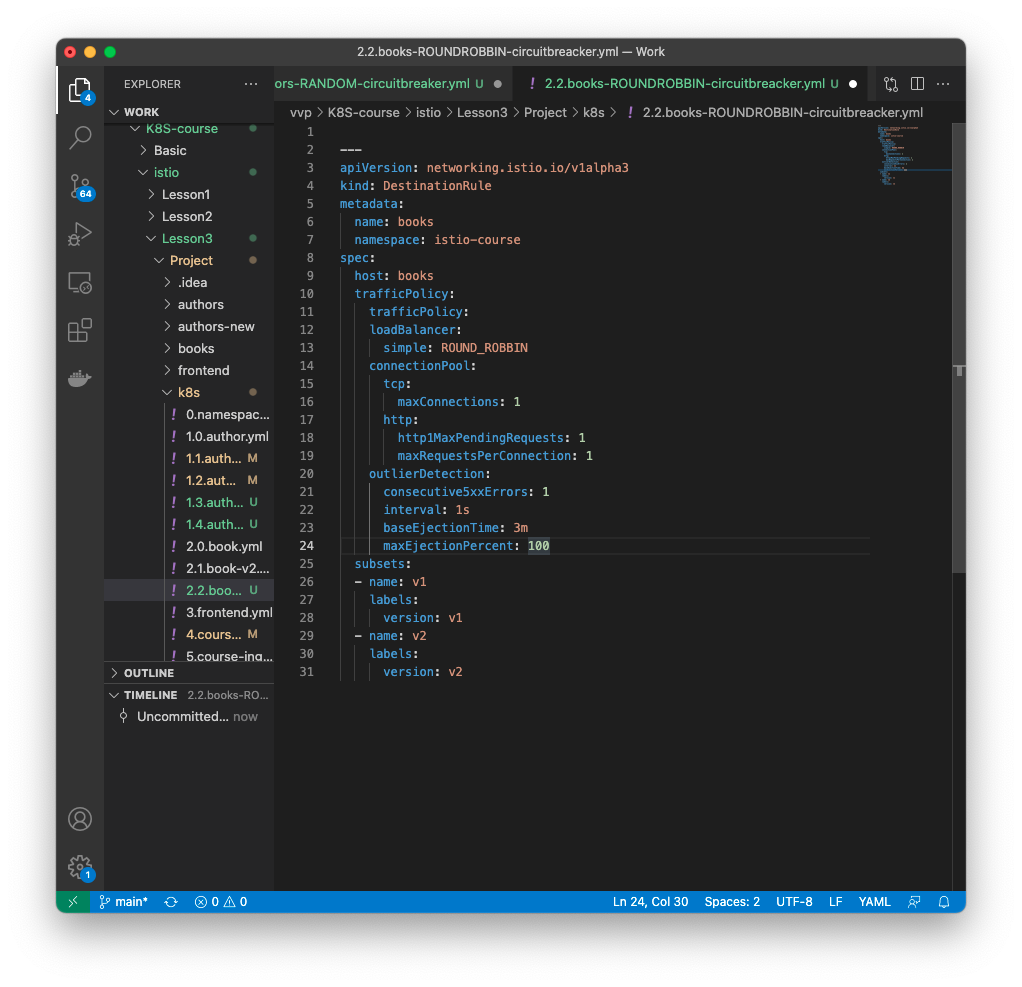 2.2.books-ROUNDROBBIN-circuitbreacker.yml — Work
EXPLORER
ors-RANDOM-circuitbreaker.yml U
! 2.2.books-ROUNDROBBIN-circuitbreacker.yml U
4
64
1
WORK
K8S-course
Basic
istio
Lesson1
Lesson2
Lesson3
Project
.idea
authors
authors-new
books
frontend
k8s
! 0.namespac...
! 1.0.author.yml
! 1.1.auth... M
! 1.2.aut... M
! 1.3.auth... U
! 1.4.auth... U
! 2.0.book.yml
! 2.1.book-v2....
! 2.2.boo... U
! 3.frontend.yml
! 4.cours... M
! 5.course-ing...
OUTLINE
TIMELINE 2.2.books-RO...
Uncommitted... now
vvp > K8S-course > istio > Lesson3 > Project > k8s > ! 2.2.books-ROUNDROBBIN-circuitbreacker.yml
1
2 ---
3 apiVersion: networking.istio.io/v1alpha3
4 kind: DestinationRule
5 metadata:
6 name: books
7 namespace: istio-course
8 spec:
9 host: books
10 trafficPolicy:
11 trafficPolicy:
12 loadBalancer:
13 simple: ROUND_ROBBIN
14 connectionPool:
15 tcp:
16 maxConnections: 1
17 http:
18 http1MaxPendingRequests: 1
19 maxRequestsPerConnection: 1
20 outlierDetection:
21 consecutive5xxErrors: 1
22 interval: 1s
23 baseEjectionTime: 3m
24 maxEjectionPercent: 100
25 subsets:
26 - name: v1
27 labels:
28 version: v1
29 - name: v2
30 labels:
31 version: v2
main* 0 0 Ln 24, Col 30 Spaces: 2 UTF-8 LF YAML